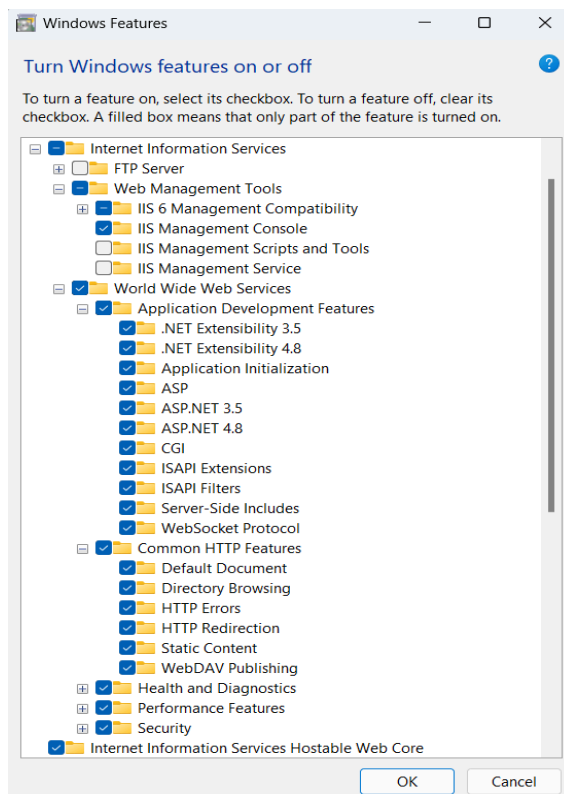 Windows Features
Turn Windows features on or off
?
To turn a feature on, select its checkbox. To turn a feature off, clear its
checkbox. A filled box means that only part of the feature is turned on.
Internet Information Services
FTP Server
Web Management Tools
IIS 6 Management Compatibility
IIS Management Console
IIS Management Scripts and Tools
IIS Management Service
World Wide Web Services
Application Development Features
.NET Extensibility 3.5
.NET Extensibility 4.8
Application Initialization
ASP
ASP.NET 3.5
ASP.NET 4.8
CGI
ISAPI Extensions
ISAPI Filters
Server-Side Includes
WebSocket Protocol
Common HTTP Features
Default Document
Directory Browsing
HTTP Errors
HTTP Redirection
Static Content
WebDAV Publishing
Health and Diagnostics
Performance Features
Security
Internet Information Services Hostable Web Core
OK
Cancel